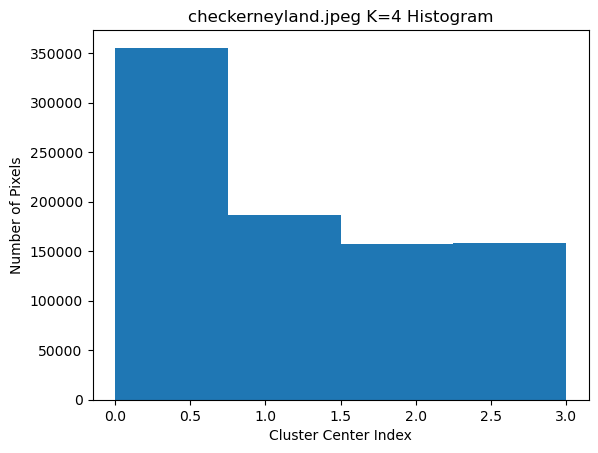 checkerneyland.jpeg K=4 Histogram
350000
300000
250000
200000
150000
100000
50000
0
Number of Pixels
0.0 0.5 1.0 1.5 2.0 2.5 3.0
Cluster Center Index